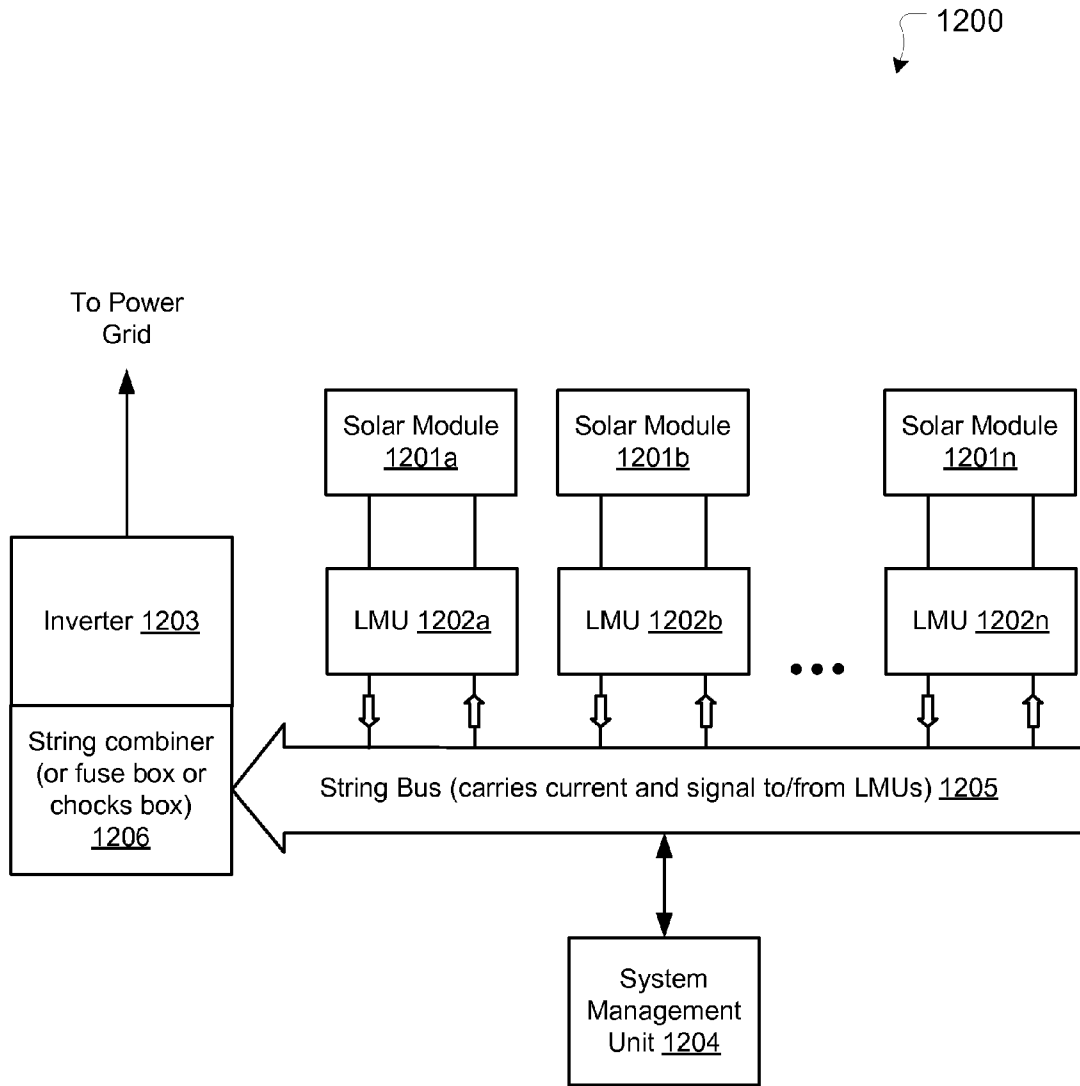 1200
To Power
Grid
Solar Module
1201a
Solar Module
1201b
Solar Module
1201n
Inverter 1203
LMU 1202a
LMU 1202b
LMU 1202n
String combiner
(or fuse box or
chocks box)
1206
String Bus (carries current and signal to/from LMUs) 1205
System
Management
Unit 1204